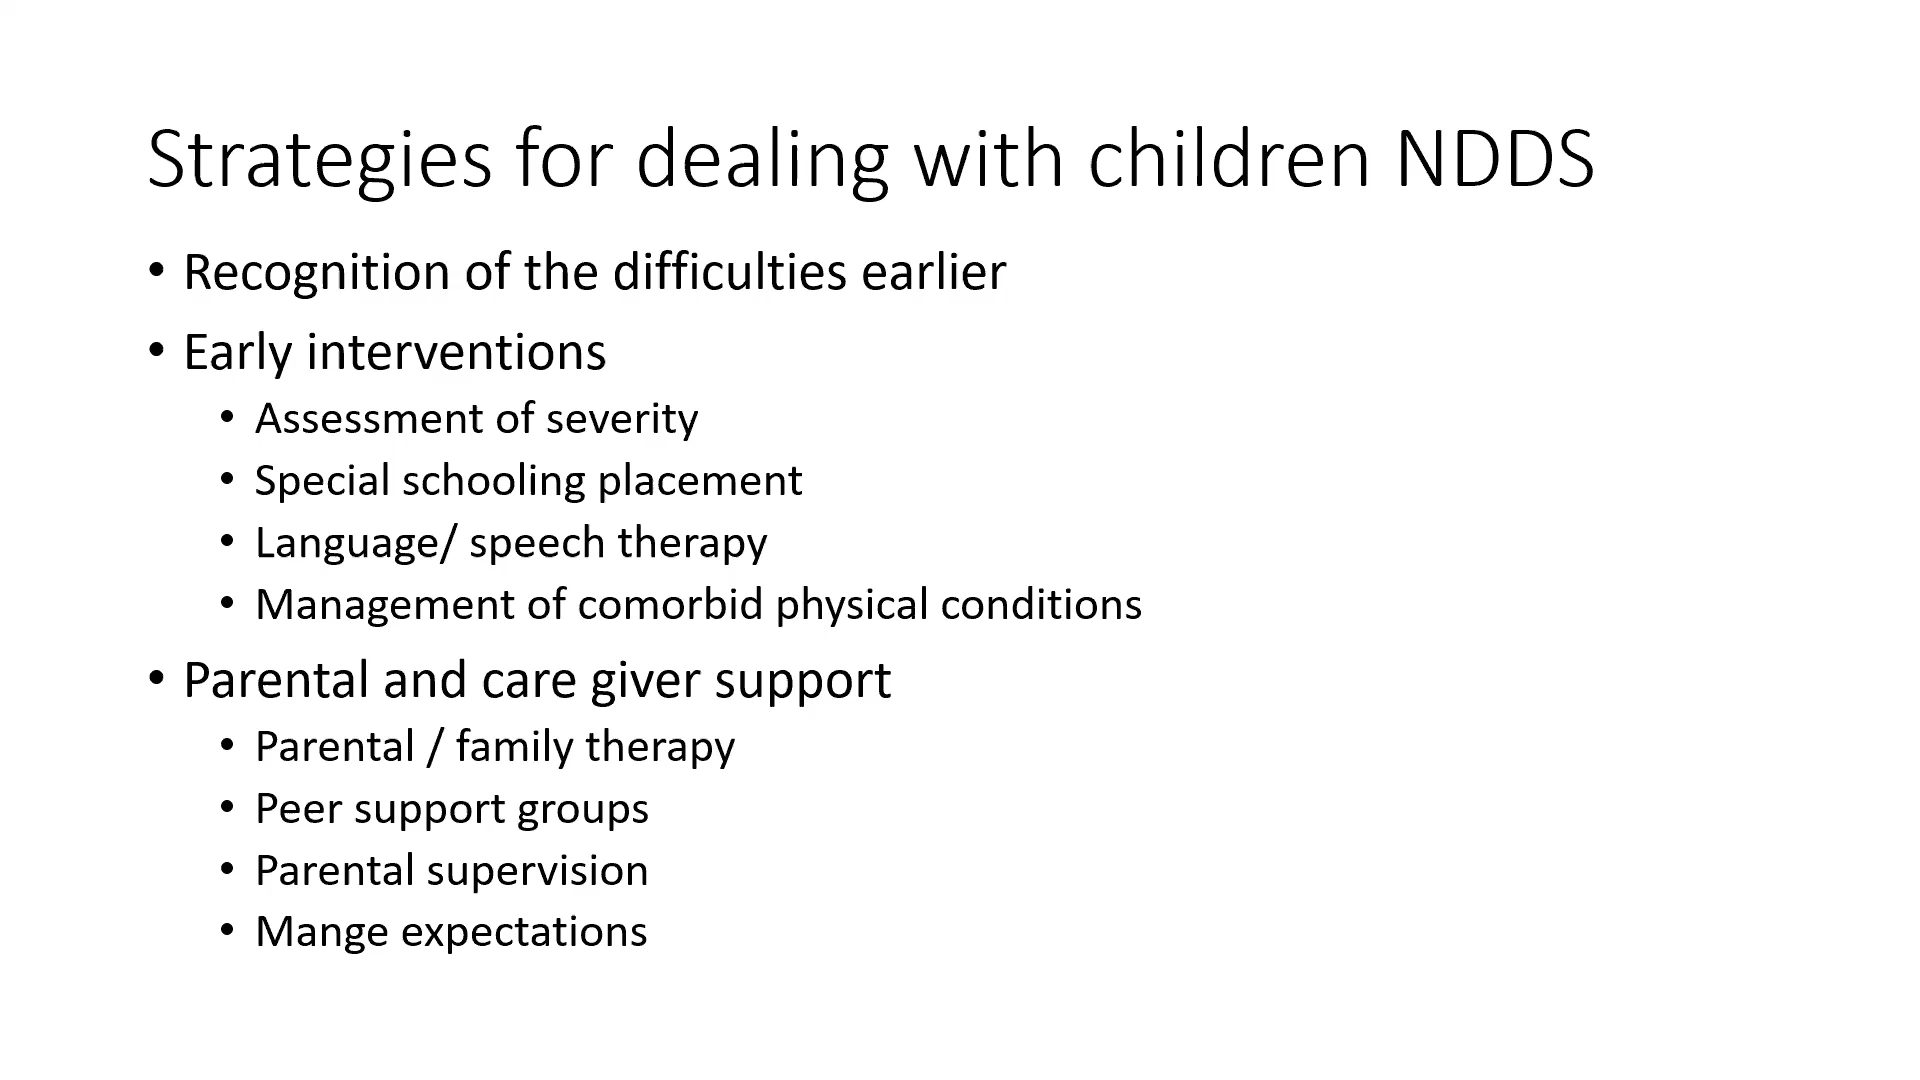 Strategies for dealing with children NDDS
• Recognition of the difficulties earlier
• Early interventions
• Assessment of severity
• Special schooling placement
• Language/ speech therapy
• Management of comorbid physical conditions
• Parental and care giver support
• Parental / family therapy
• Peer support groups
• Parental supervision
• Mange expectations